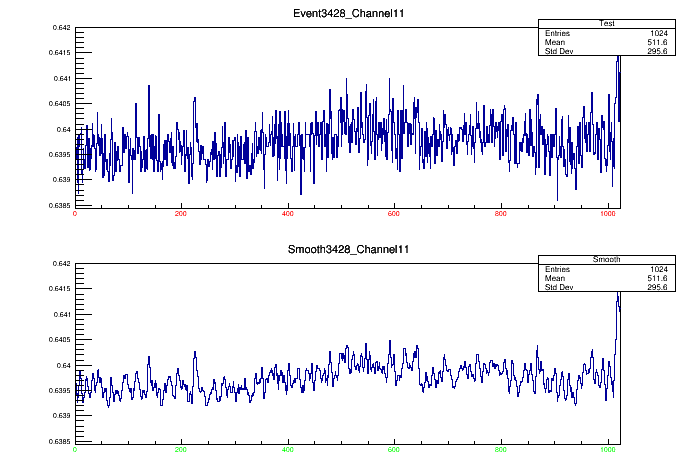 Event3428_Channel11
Test
Entries 1024
Mean 511.6
Std Dev 295.6
0.642
0.6415
0.641
0.6405
0.64
0.6395
0.639
0.6385
0 200 400 600 800 1000
Smooth3428_Channel11
Smooth
Entries 1024
Mean 511.6
Std Dev 295.6
0.642
0.6415
0.641
0.6405
0.64
0.6395
0.639
0.6385
0 200 400 600 800 1000